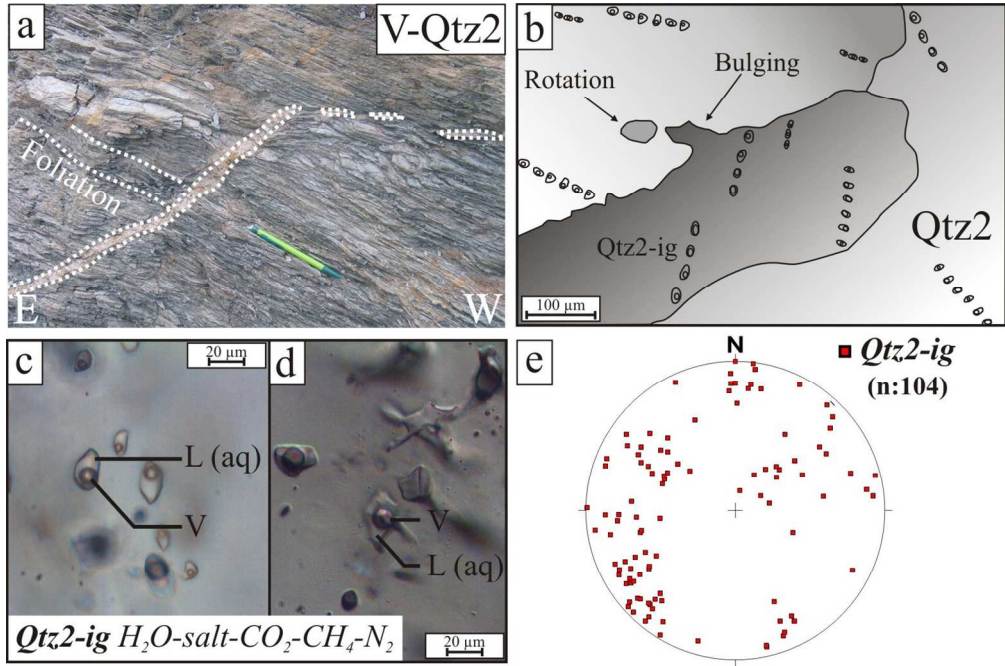 a
V-Qtz2
Foliation
E
W
b
Rotation
Bulging
Qtz2-ig
Qtz2
100 µm
c
20 µm
L (aq)
V
d
V
L (aq)
20 µm
Qtz2-ig H₂O-salt-CO₂-CH₄-N₂
e
N
Qtz2-ig
(n:104)